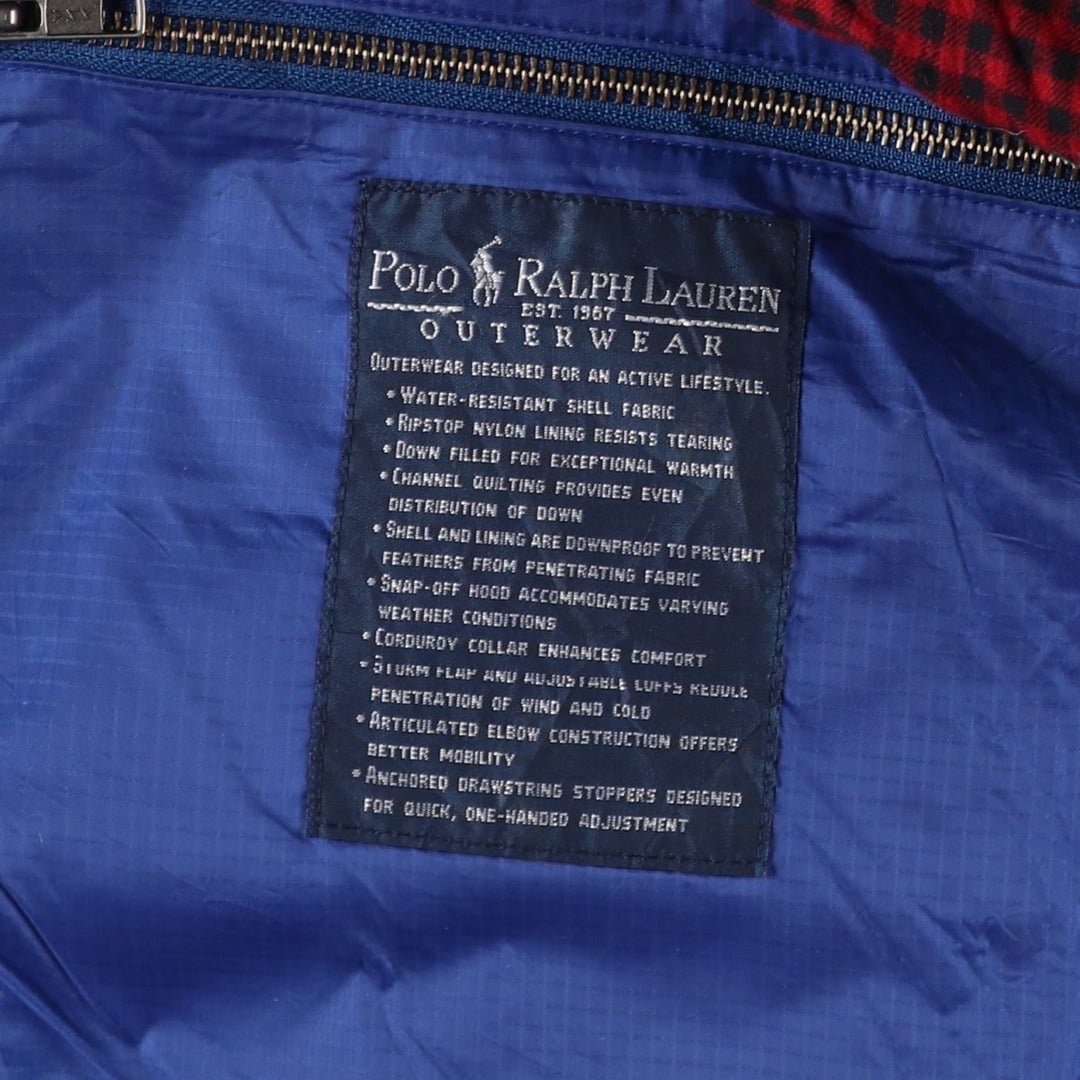 POLO RALPH LAUREN
EST. 1967
OUTERWEAR
OUTERWEAR DESIGNED FOR AN ACTIVE LIFESTYLE.
• WATER-RESISTANT SHELL FABRIC
• RIPSTOP NYLON LINING RESISTS TEARING
• DOWN FILLED FOR EXCEPTIONAL WARMTH
• CHANNEL QUILTING PROVIDES EVEN
DISTRIBUTION OF DOWN
• SHELL AND LINING ARE DOWNPROOF TO PREVENT
FEATHERS FROM PENETRATING FABRIC
• SNAP-OFF HOOD ACCOMMODATES VARYING
WEATHER CONDITIONS
• CORDUROY COLLAR ENHANCES COMFORT
• STORM FLAP AND ADJUSTABLE CUFFS REDUCE
PENETRATION OF WIND AND COLD
• ARTICULATED ELBOW CONSTRUCTION OFFERS
BETTER MOBILITY
• ANCHORED DRAWSTRING STOPPERS DESIGNED
FOR QUICK, ONE-HANDED ADJUSTMENT